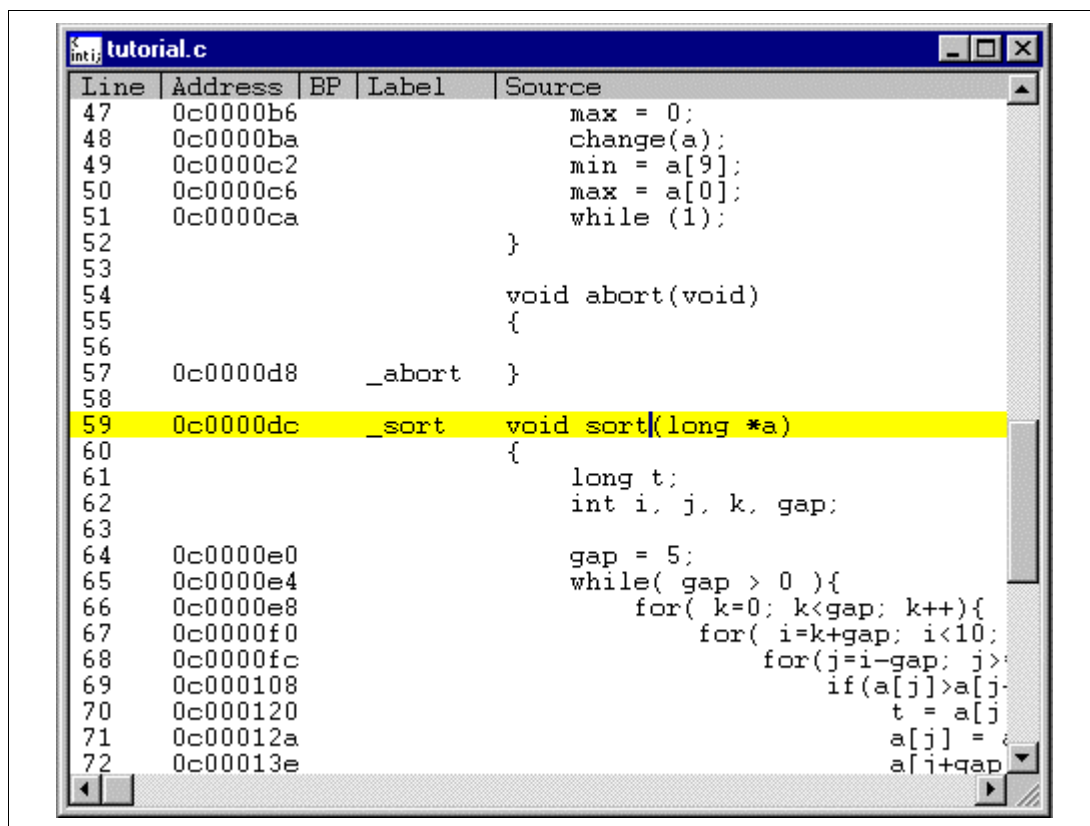 int i; tutorial.c
Line Address BP Label Source
47 0c0000b6 max = 0;
48 0c0000ba change(a);
49 0c0000c2 min = a[9];
50 0c0000c6 max = a[0];
51 0c0000ca while (1);
52 }
53
54 void abort(void)
55 {
56
57 0c0000d8 _abort }
58
59 0c0000dc _sort void sort(long *a)
60 {
61 long t;
62 int i, j, k, gap;
63
64 0c0000e0 gap = 5;
65 0c0000e4 while( gap > 0 ){
66 0c0000e8 for( k=0; k<gap; k++){
67 0c0000f0 for( i=k+gap; i<10;
68 0c0000fc for(j=i-gap; j>
69 0c000108 if(a[j]>a[j
70 0c000120 t = a[j
71 0c00012a a[j] =
72 0c00013e a[j+gap